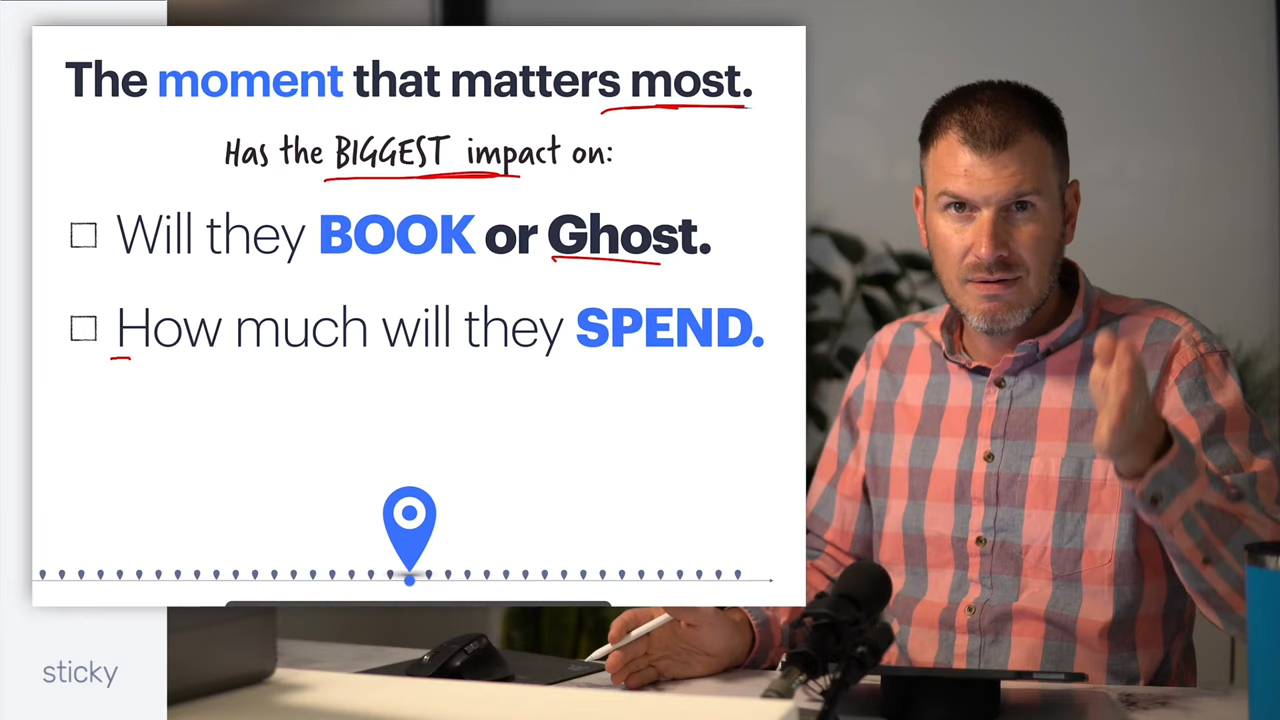 The moment that matters most.
Has the BIGGEST impact on:
Will they BOOK or Ghost.
How much will they SPEND.
sticky